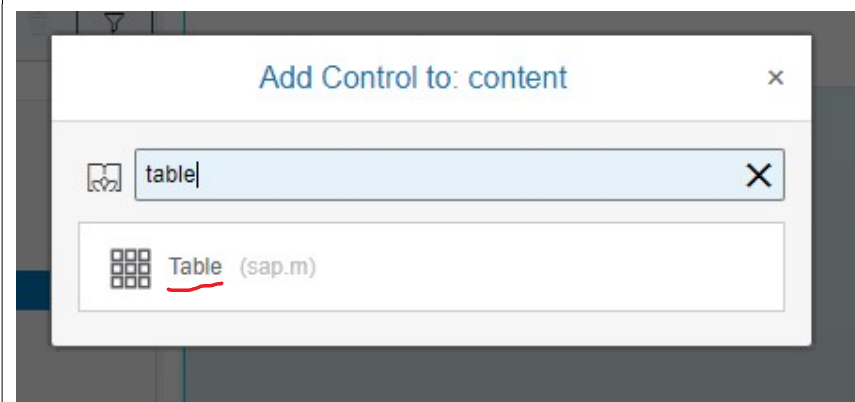 Add Control to: content ×
table
Table (sap.m)